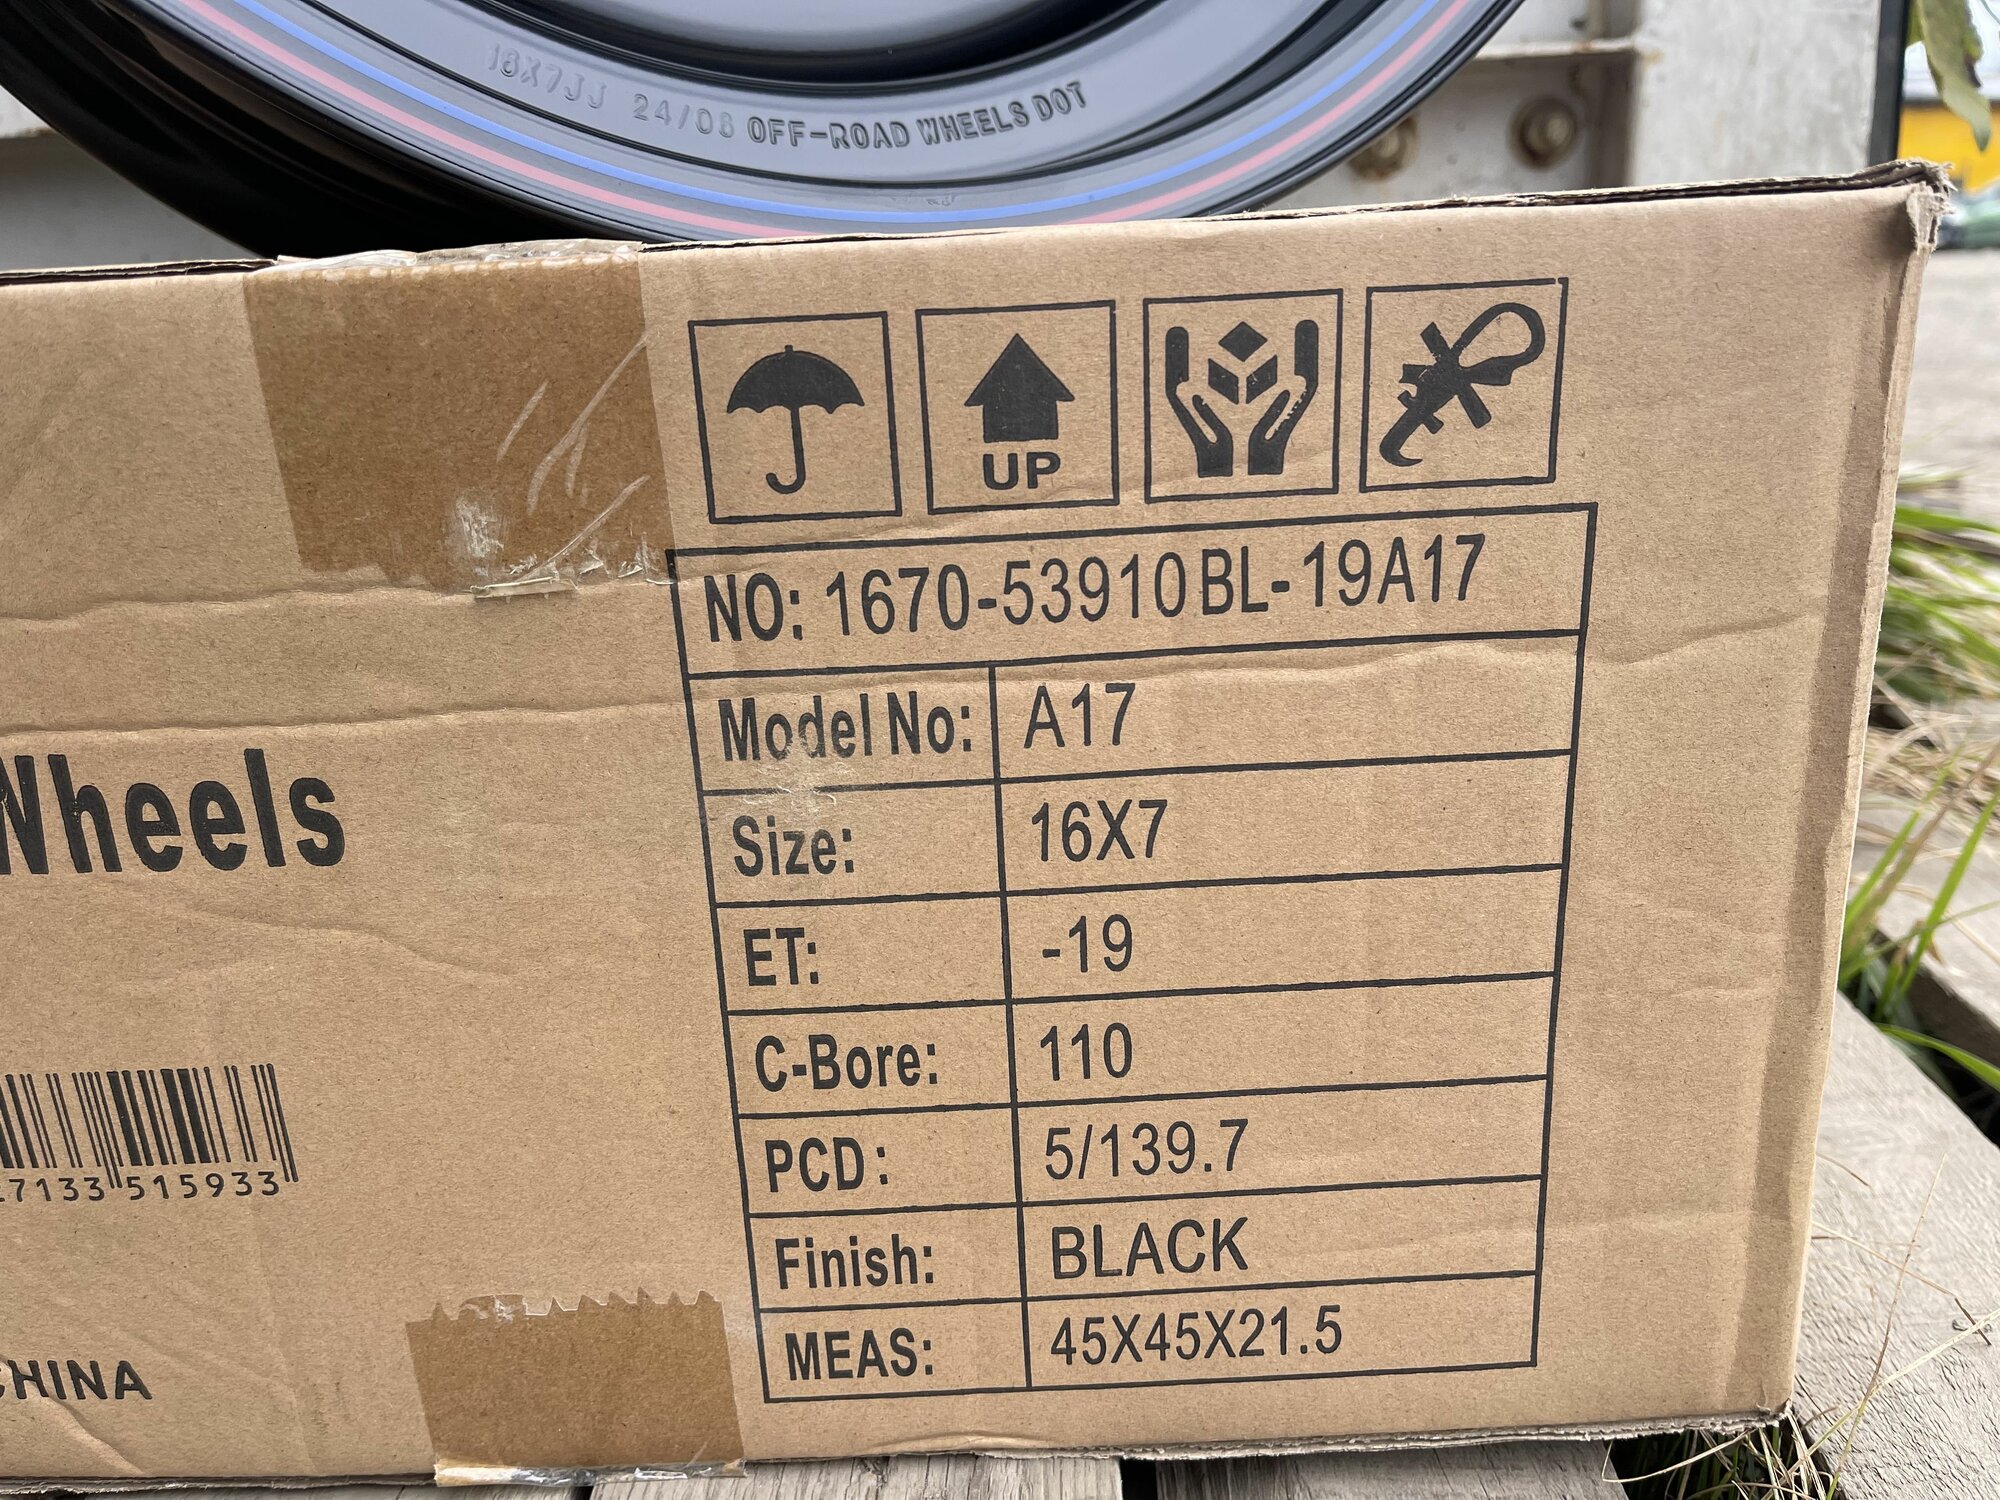 16X7JJ 24/06 OFF-ROAD WHEELS DOT
UP
NO: 1670-53910BL-19A17
Model No: A17
Size: 16X7
ET: -19
C-Bore: 110
PCD: 5/139.7
Finish: BLACK
MEAS: 45X45X21.5
Wheels
7133 515933
CHINA